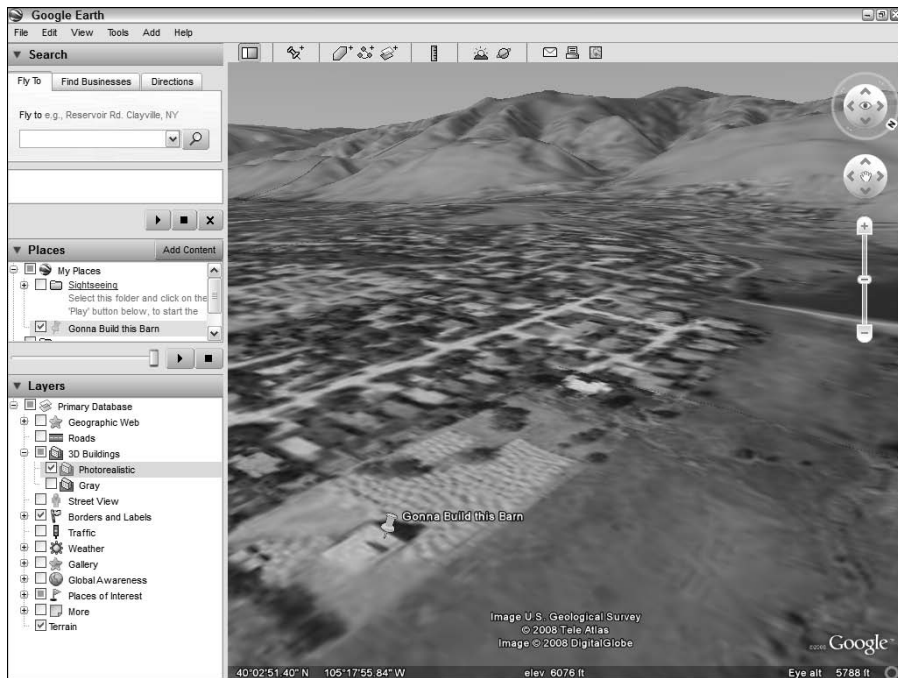 Google Earth
File Edit View Tools Add Help
Search
Fly To Find Businesses Directions
Fly to e.g., Reservoir Rd. Clayville, NY
Places Add Content
My Places
Sightseeing
Select this folder and click on the
'Play' button below, to start the
Gonna Build this Barn
Layers
Primary Database
Geographic Web
Roads
3D Buildings
Photorealistic
Gray
Street View
Borders and Labels
Traffic
Weather
Gallery
Global Awareness
Places of Interest
More
Terrain
N
Gonna Build this Barn
Image U.S. Geological Survey
© 2008 Tele Atlas
Image © 2008 DigitalGlobe
Google™
40°02'51.40" N 105°17'55.84" W elev 6076 ft Eye alt 5788 ft